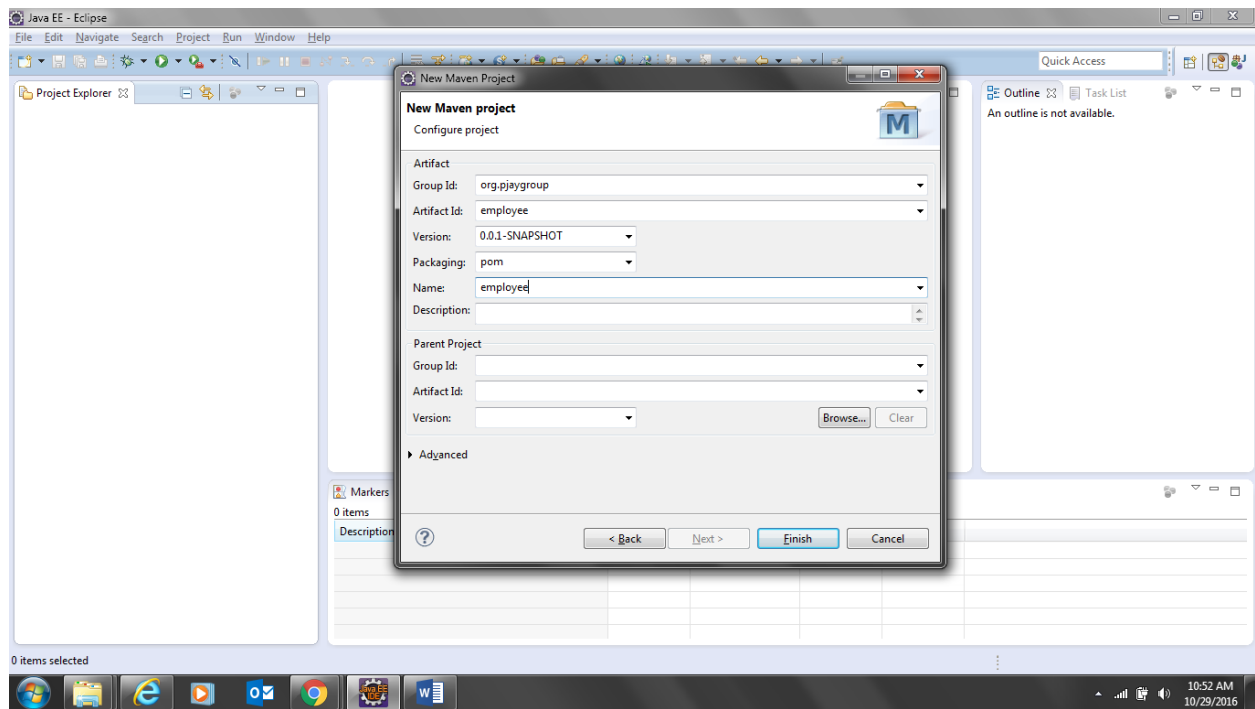 Java EE - Eclipse
File Edit Navigate Search Project Run Window Help
Quick Access
Project Explorer
New Maven Project
New Maven project
Configure project
M
Artifact
Group Id: org.pjaygroup
Artifact Id: employee
Version: 0.0.1-SNAPSHOT
Packaging: pom
Name: employee
Description:
Parent Project
Group Id:
Artifact Id:
Version:
Browse... Clear
Advanced
? < Back Next > Finish Cancel
Outline Task List
An outline is not available.
Markers
0 items
Description
0 items selected
Java EE
IDE
10:52 AM
10/29/2016